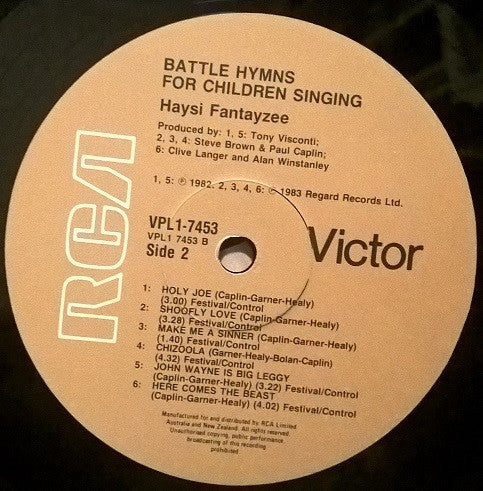 BATTLE HYMNS
FOR CHILDREN SINGING
Haysi Fantayzee
Produced by: 1, 5: Tony Visconti;
2, 3, 4: Steve Brown & Paul Caplin;
6: Clive Langer and Alan Winstanley
1, 5: ℗ 1982. 2, 3, 4, 6: ℗ 1983 Regard Records Ltd.
RCA
VPL1-7453
VPL1 7453 B
Side 2
Victor
1: HOLY JOE (Caplin-Garner-Healy)
(3.00) Festival/Control
2: SHOOFLY LOVE (Caplin-Garner-Healy)
(3.28) Festival/Control
3: MAKE ME A SINNER (Caplin-Garner-Healy)
(1.40) Festival/Control
4: CHIZOOLA (Garner-Healy-Bolan-Caplin)
(4.32) Festival/Control
5: JOHN WAYNE IS BIG LEGGY
(Caplin-Garner-Healy) (3.22) Festival/Control
6: HERE COMES THE BEAST
(Caplin-Garner-Healy) (4.02) Festival/Control
Manufactured for and distributed by RCA Limited
Australia and New Zealand. All rights reserved.
Unauthorised copying, public performance,
broadcasting of this recording
prohibited